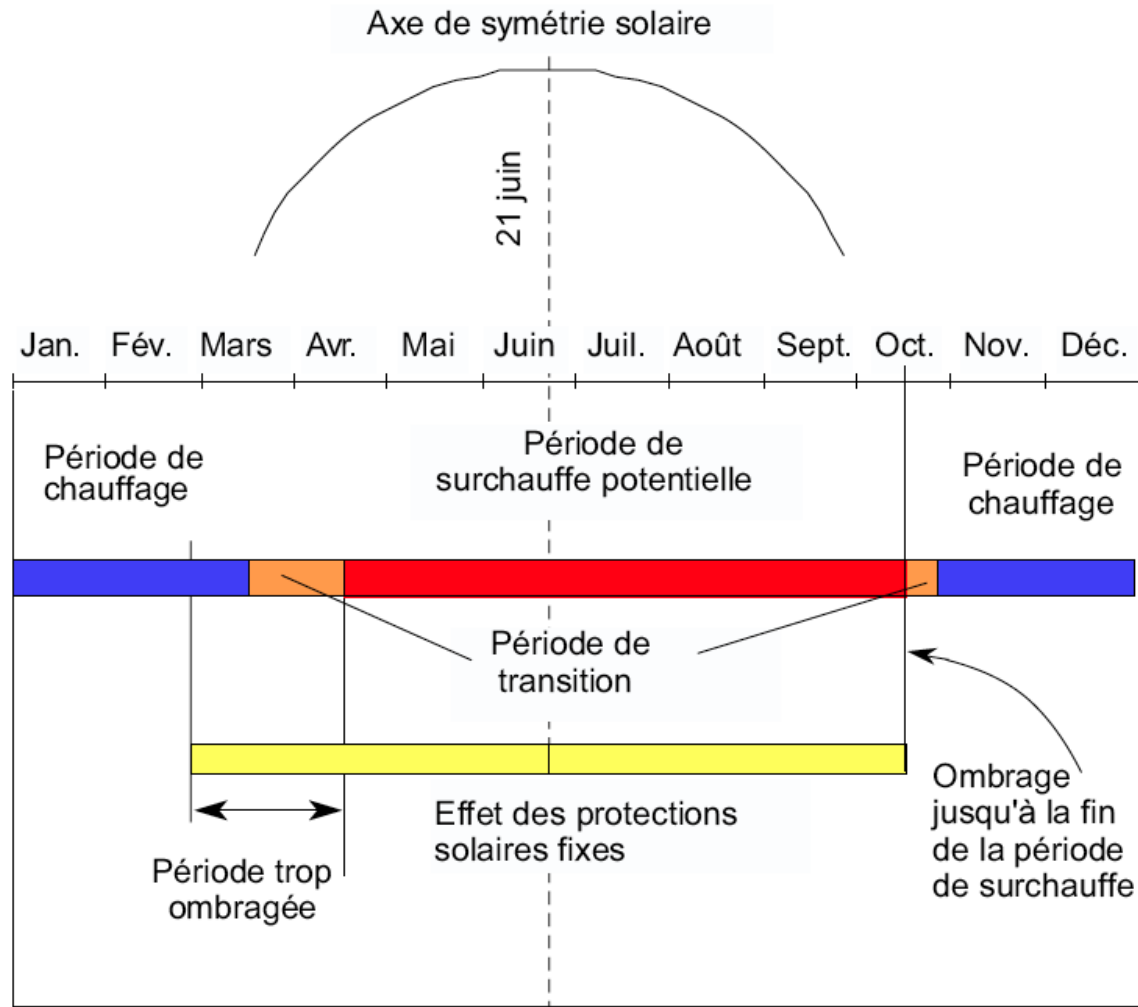 Axe de symétrie solaire
21 juin
Jan. Fév. Mars Avr. Mai Juin Juil. Août Sept. Oct. Nov. Déc.
Période de
chauffage
Période de
surchauffe potentielle
Période de
chauffage
Période de
transition
Effet des protections
solaires fixes
Période trop
ombragée
Ombrage
jusqu'à la fin
de la période
de surchauffe